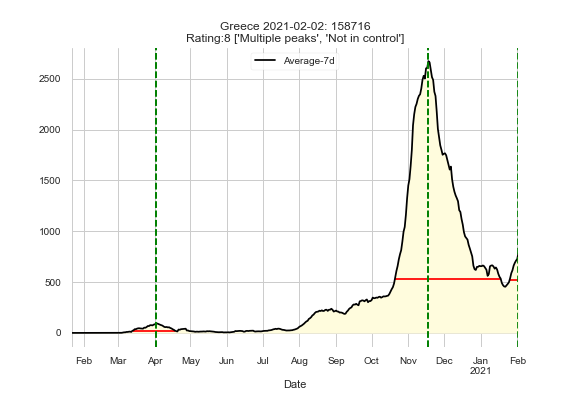 Greece 2021-02-02: 158716
Rating:8 ['Multiple peaks', 'Not in control']
Average-7d
2500
2000
1500
1000
500
0
Feb Mar Apr May Jun Jul Aug Sep Oct Nov Dec Jan Feb
2021
Date